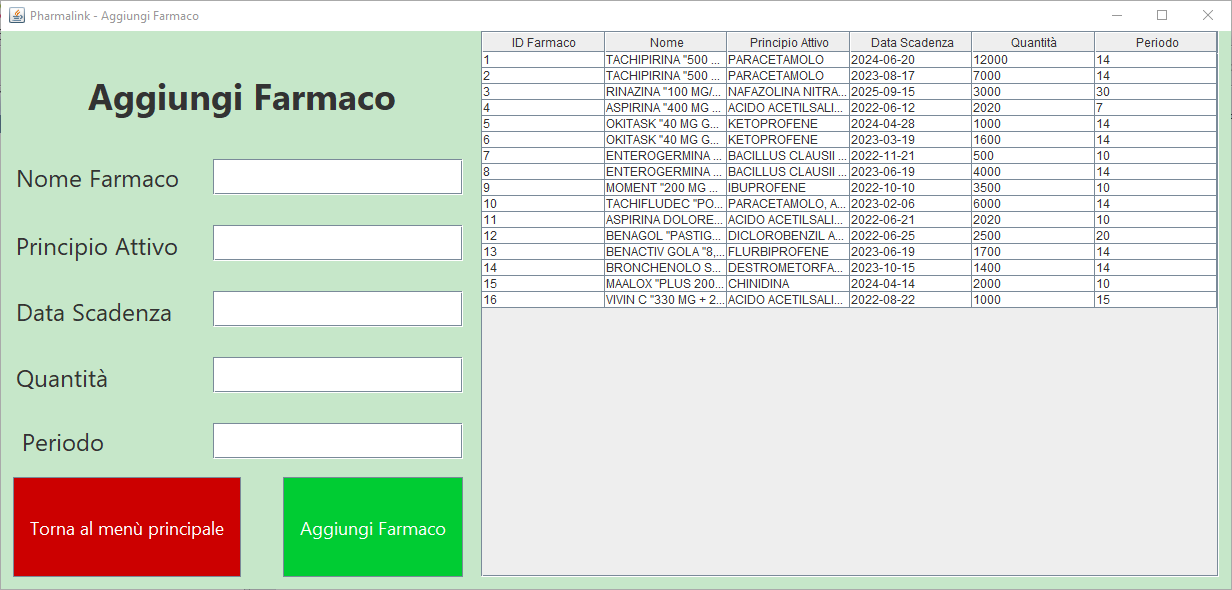 Pharmalink - Aggiungi Farmaco
Aggiungi Farmaco
Nome Farmaco
Principio Attivo
Data Scadenza
Quantità
Periodo
Torna al menù principale
Aggiungi Farmaco
ID Farmaco Nome Principio Attivo Data Scadenza Quantità Periodo
1 TACHIPIRINA "500 ... PARACETAMOLO 2024-06-20 12000 14
2 TACHIPIRINA "500 ... PARACETAMOLO 2023-08-17 7000 14
3 RINAZINA "100 MG/... NAFAZOLINA NITRA... 2025-09-15 3000 30
4 ASPIRINA "400 MG ... ACIDO ACETILSALI... 2022-06-12 2020 7
5 OKITASK "40 MG G... KETOPROFENE 2024-04-28 1000 14
6 OKITASK "40 MG G... KETOPROFENE 2023-03-19 1600 14
7 ENTEROGERMINA ... BACILLUS CLAUSII ... 2022-11-21 500 10
8 ENTEROGERMINA ... BACILLUS CLAUSII ... 2023-06-19 4000 14
9 MOMENT "200 MG ... IBUPROFENE 2022-10-10 3500 10
10 TACHIFLUDEC "PO... PARACETAMOLO, A... 2023-02-06 6000 14
11 ASPIRINA DOLORE... ACIDO ACETILSALI... 2022-06-21 2020 10
12 BENAGOL "PASTIG... DICLOROBENZIL A... 2022-06-25 2500 20
13 BENACTIV GOLA "8,... FLURBIPROFENE 2023-06-19 1700 14
14 BRONCHENOLO S... DESTROMETORFA... 2023-10-15 1400 14
15 MAALOX "PLUS 200... CHINIDINA 2024-04-14 2000 10
16 VIVIN C "330 MG + 2... ACIDO ACETILSALI... 2022-08-22 1000 15